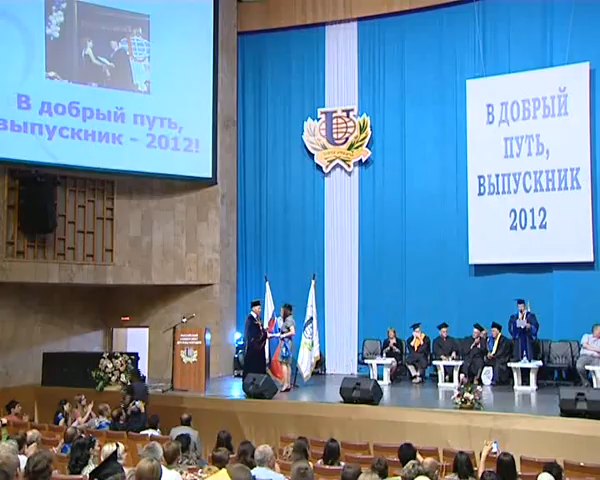 В добрый путь,
выпускник - 2012!
U
В ДОБРЫЙ
ПУТЬ,
ВЫПУСКНИК
2012